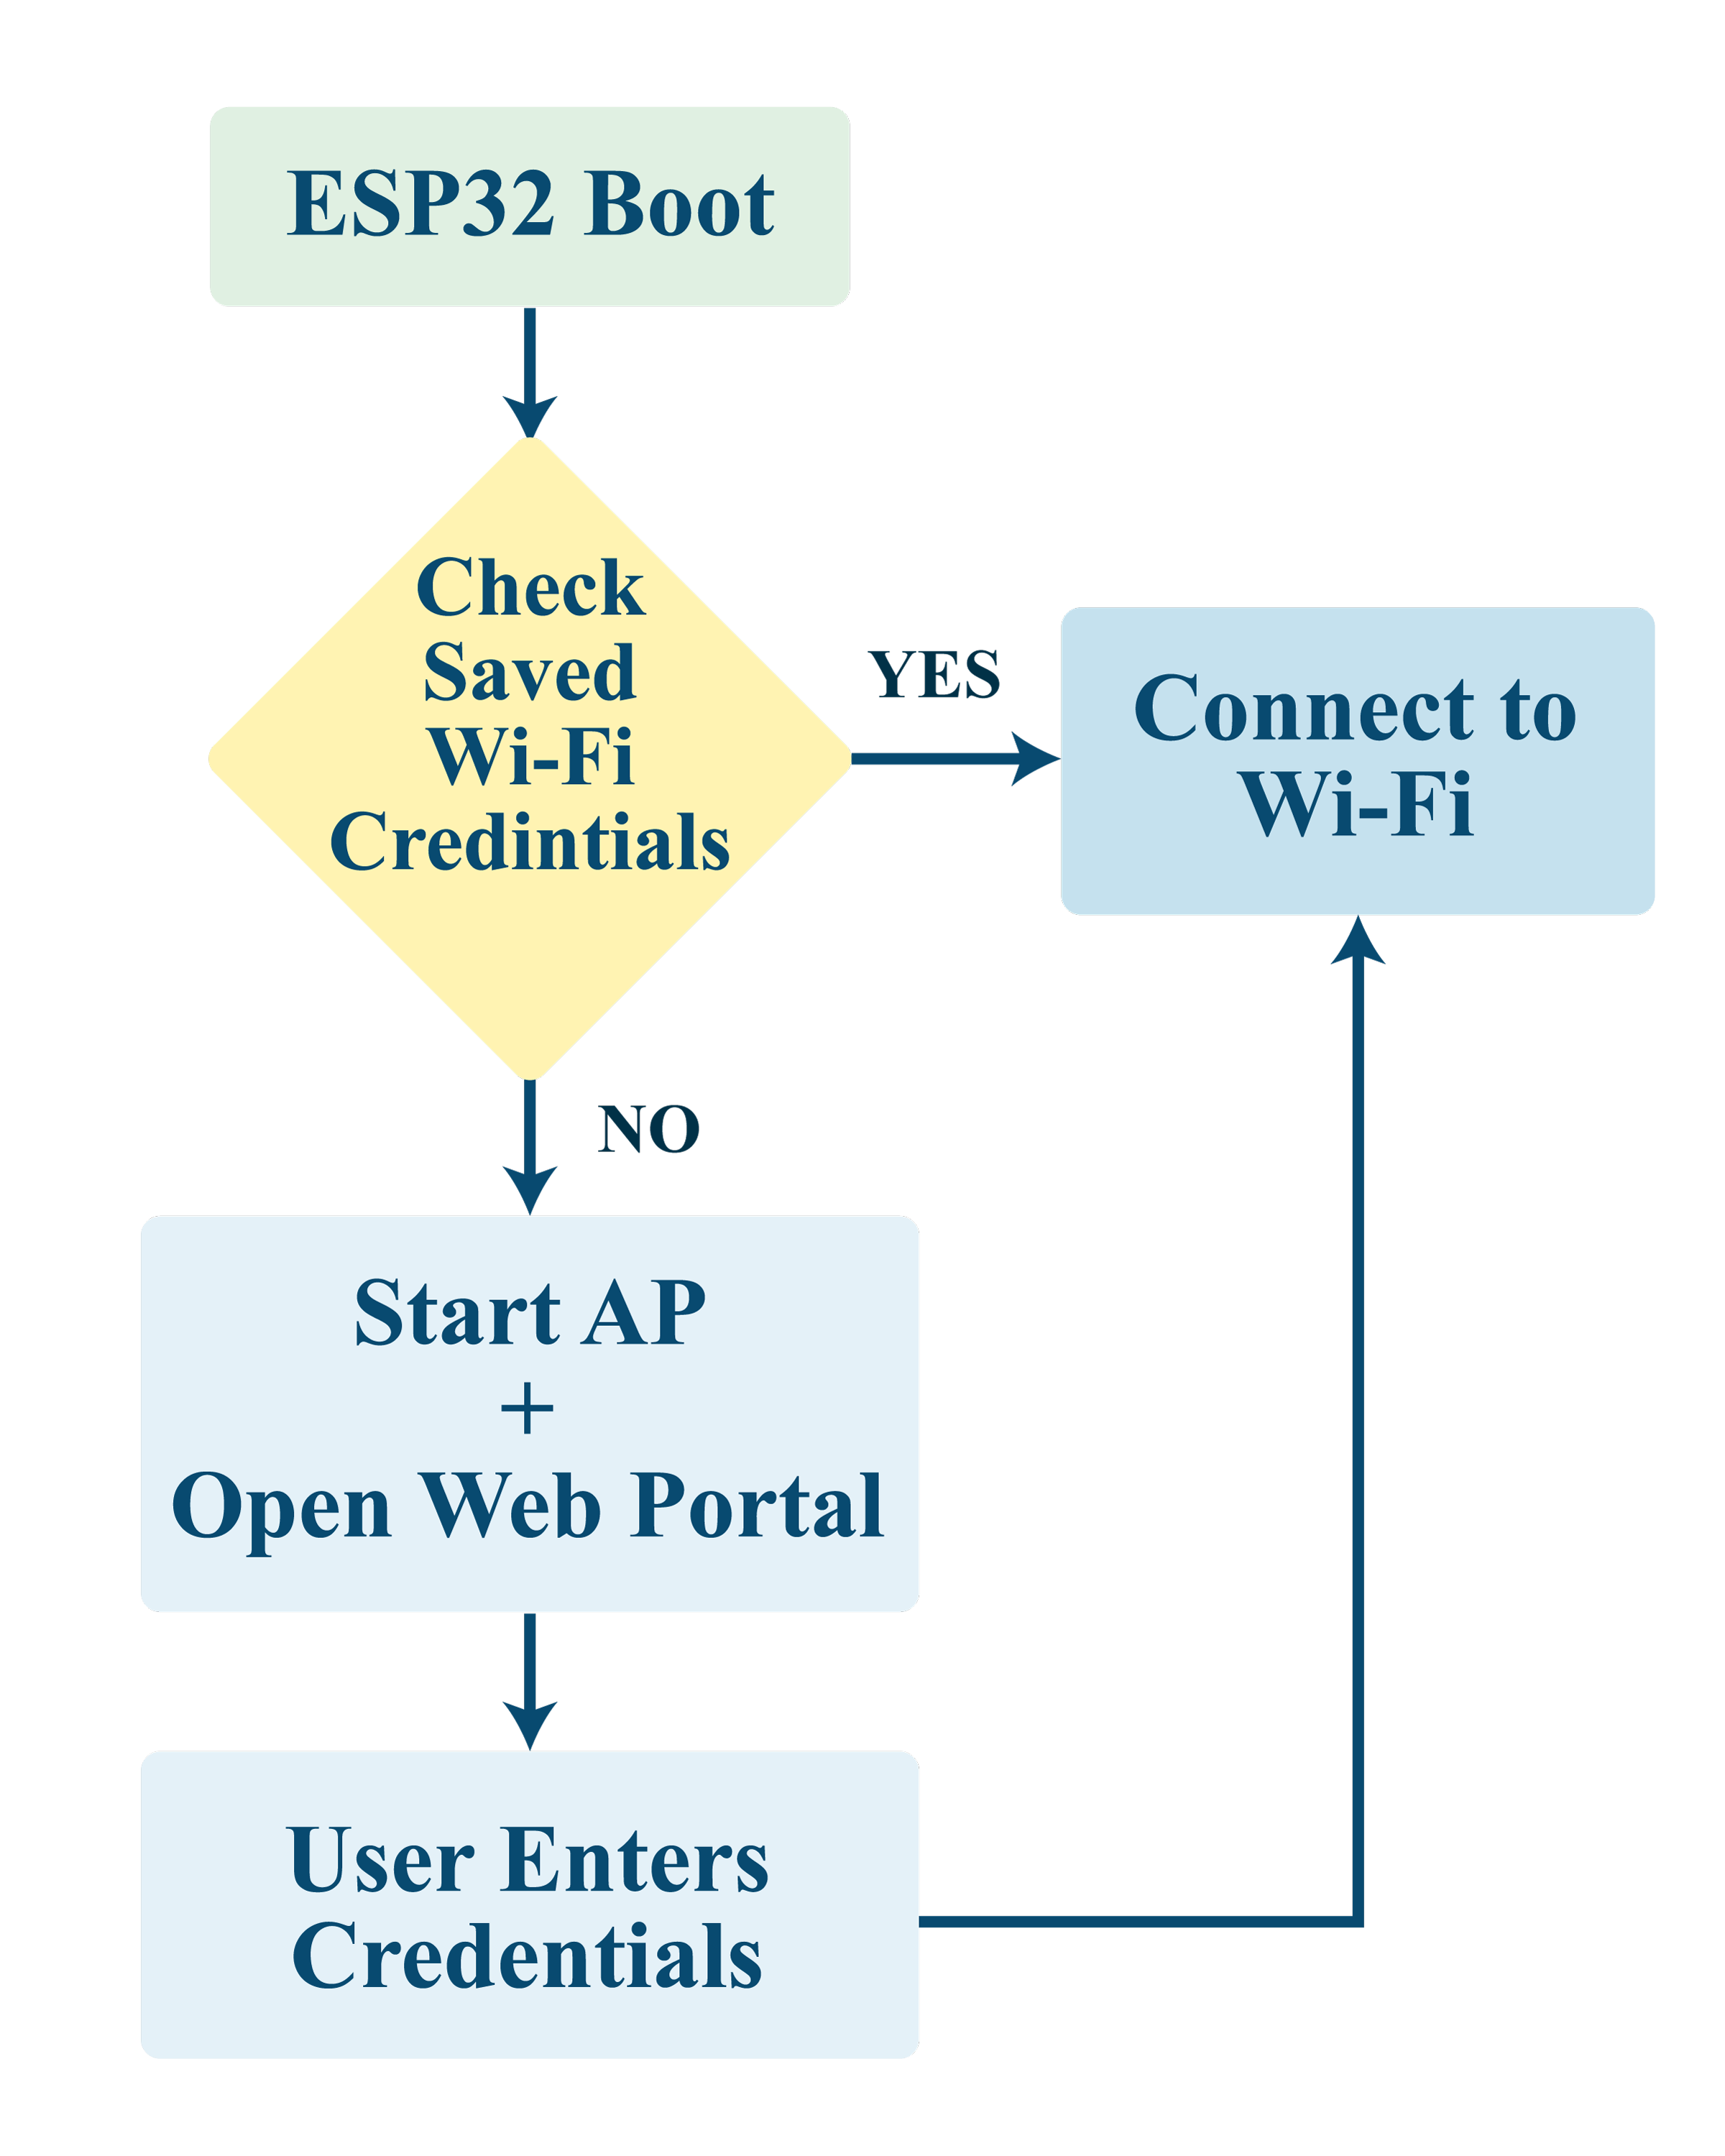 ESP32 Boot
Check
Saved
Wi-Fi
Credintials
YES
Connect to
Wi-Fi
NO
Start AP
+
Open Web Portal
User Enters
Credentials